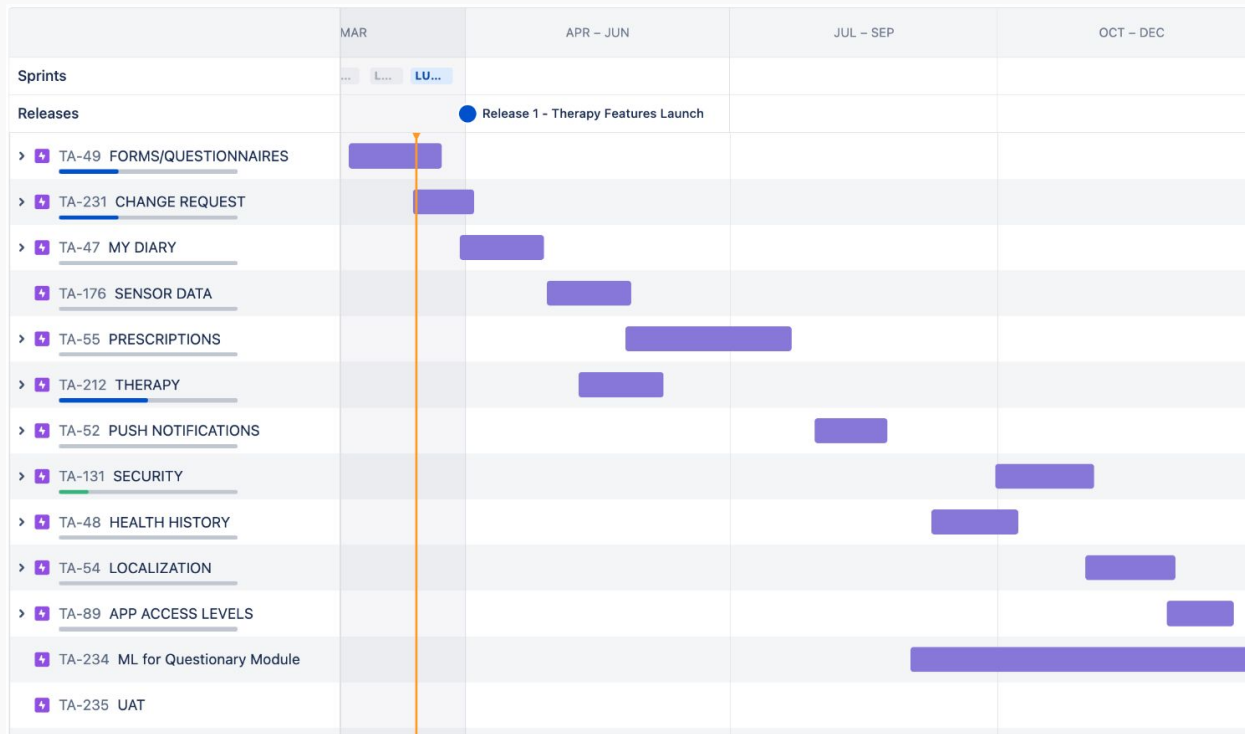 MAR
APR – JUN
JUL – SEP
OCT – DEC
Sprints
... L... LU...
Releases
Release 1 - Therapy Features Launch
TA-49 FORMS/QUESTIONNAIRES
TA-231 CHANGE REQUEST
TA-47 MY DIARY
TA-176 SENSOR DATA
TA-55 PRESCRIPTIONS
TA-212 THERAPY
TA-52 PUSH NOTIFICATIONS
TA-131 SECURITY
TA-48 HEALTH HISTORY
TA-54 LOCALIZATION
TA-89 APP ACCESS LEVELS
TA-234 ML for Questionary Module
TA-235 UAT